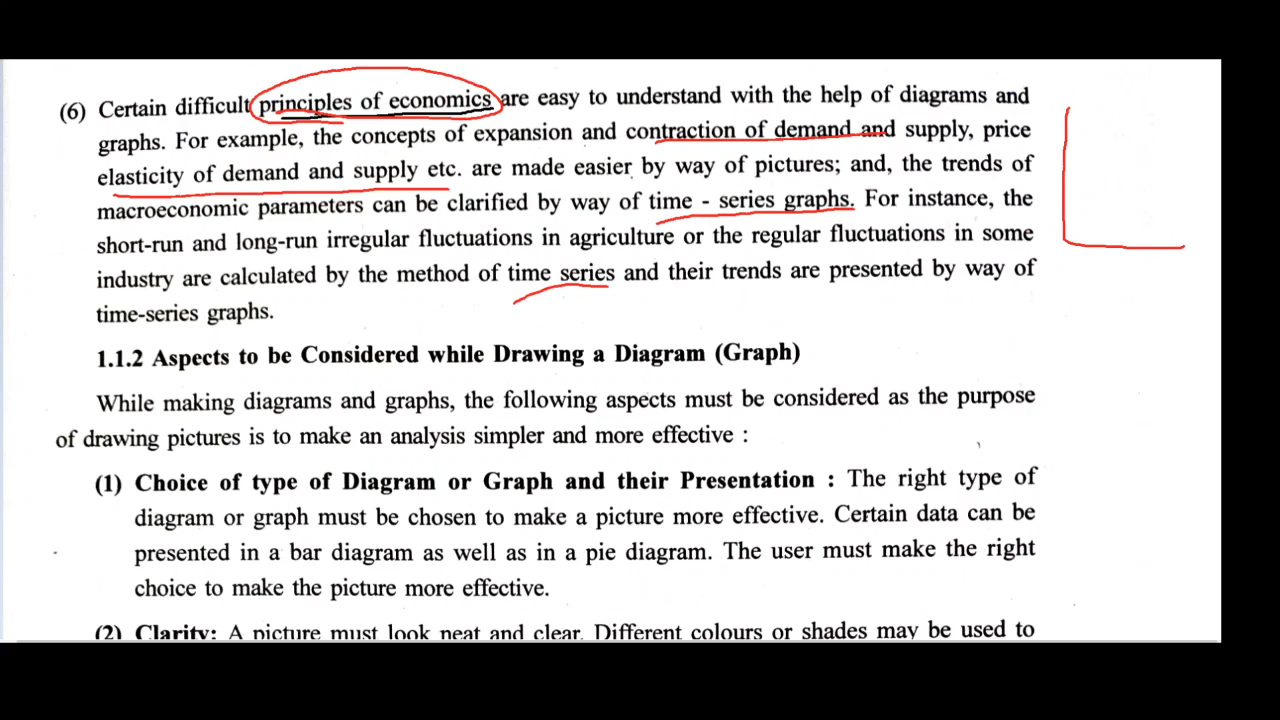 (6) Certain difficult principles of economics are easy to understand with the help of diagrams and
graphs. For example, the concepts of expansion and contraction of demand and supply, price
elasticity of demand and supply etc. are made easier by way of pictures; and, the trends of
macroeconomic parameters can be clarified by way of time - series graphs. For instance, the
short-run and long-run irregular fluctuations in agriculture or the regular fluctuations in some
industry are calculated by the method of time series and their trends are presented by way of
time-series graphs.
1.1.2 Aspects to be Considered while Drawing a Diagram (Graph)
While making diagrams and graphs, the following aspects must be considered as the purpose
of drawing pictures is to make an analysis simpler and more effective :
(1) Choice of type of Diagram or Graph and their Presentation : The right type of
diagram or graph must be chosen to make a picture more effective. Certain data can be
presented in a bar diagram as well as in a pie diagram. The user must make the right
choice to make the picture more effective.
(2) Clarity: A picture must look neat and clear. Different colours or shades may be used to